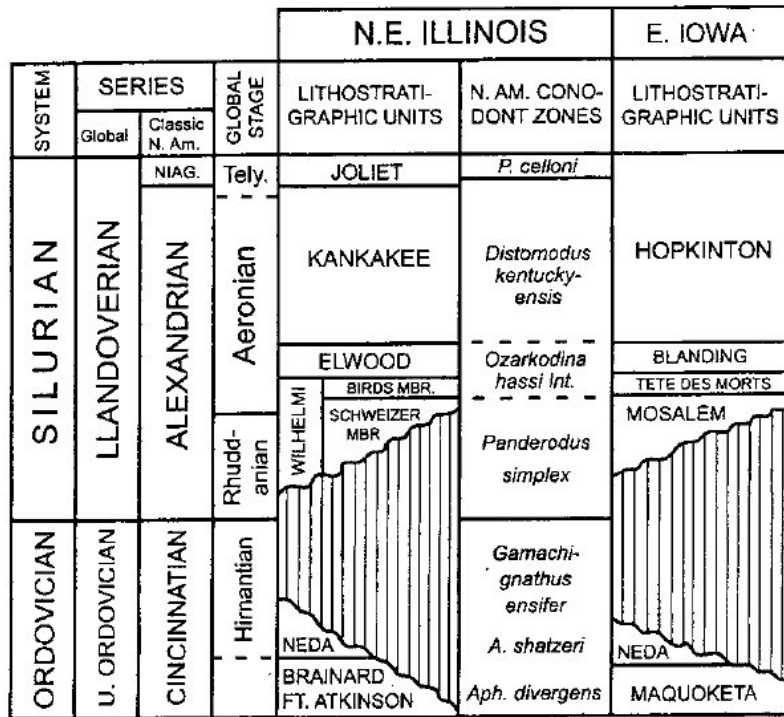 N.E. ILLINOIS
E. IOWA
SYSTEM
SERIES
Global
Classic
N. Am.
GLOBAL
STAGE
LITHOSTRATI-
GRAPHIC UNITS
N. AM. CONO-
DONT ZONES
LITHOSTRATI-
GRAPHIC UNITS
SILURIAN
LLANDOVERIAN
NIAG.
ALEXANDRIAN
Tely.
Aeronian
Rhudd-
anian
JOLIET
KANKAKEE
ELWOOD
WILHELMI
BIRDS MBR.
SCHWEIZER
MBR
P. celloni
Distomodus
kentucky-
ensis
Ozarkodina
hassi Int.
Panderodus
simplex
HOPKINTON
BLANDING
TETE DES MORTS
MOSALEM
ORDOVICIAN
U. ORDOVICIAN
CINCINNATIAN
Hirnantian
NEDA
BRAINARD
FT. ATKINSON
Gamachi-
gnathus
ensifer
A. shatzeri
Aph. divergens
NEDA
MAQUOKETA